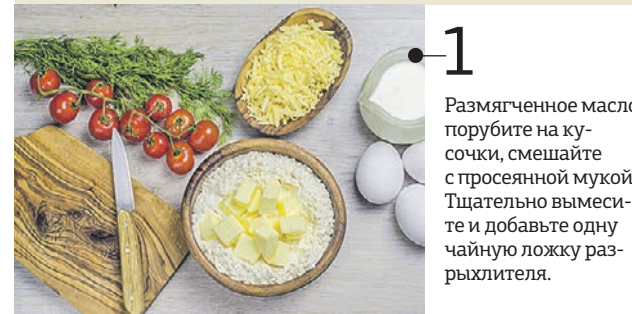 1
Размягченное масло
порубите на ку-
сочки, смешайте
с просеянной мукой
Тщательно вымеси-
те и добавьте одну
чайную ложку раз-
рыхлителя.